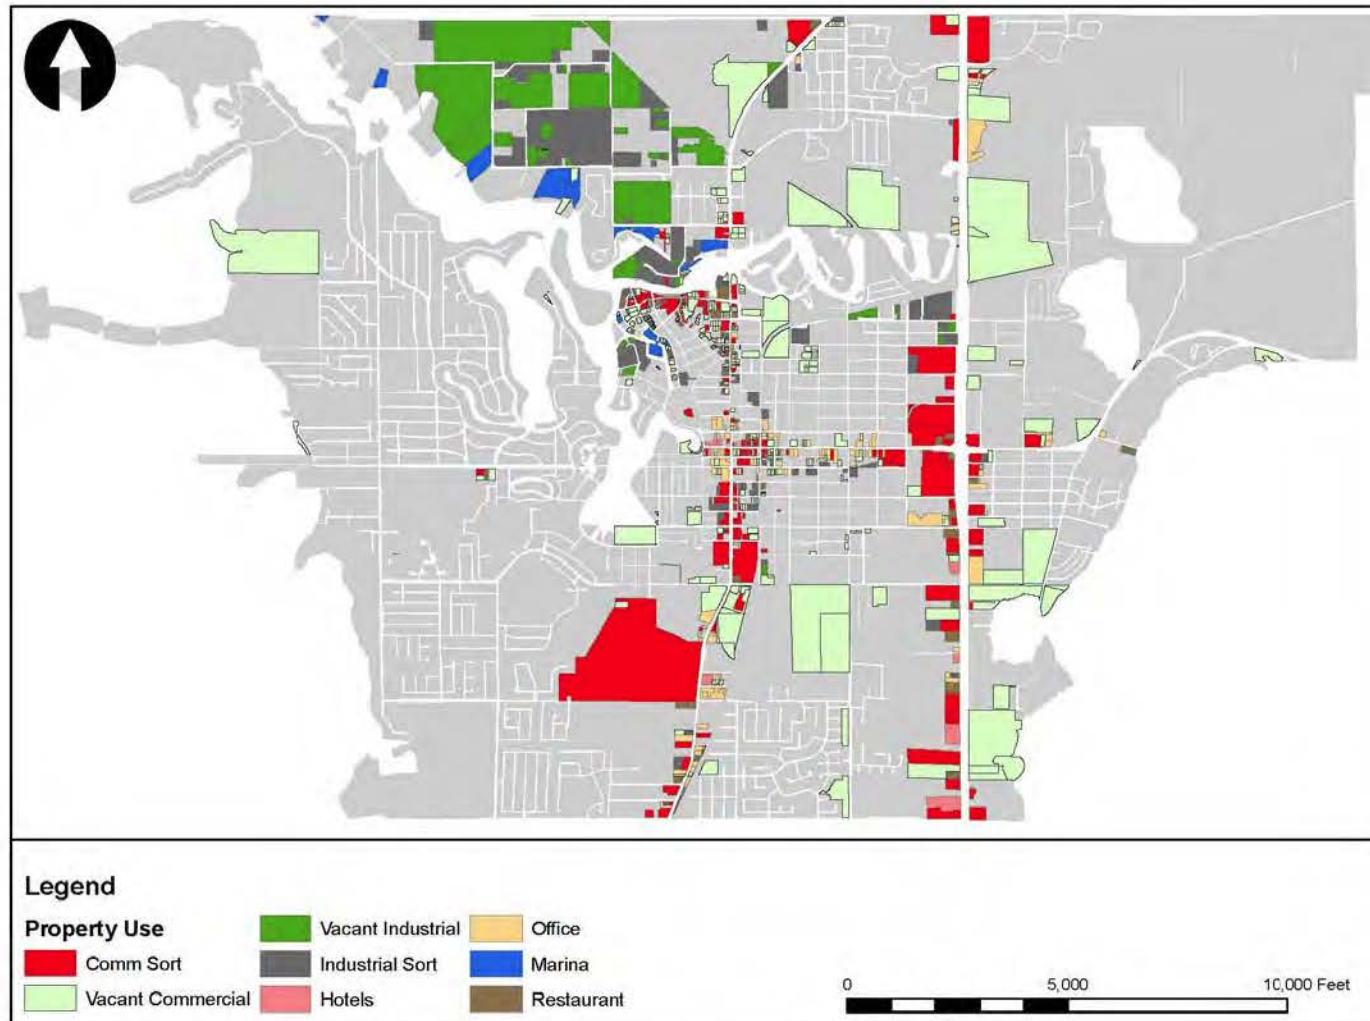 Legend
Property Use
Comm Sort
Vacant Commercial
Vacant Industrial
Industrial Sort
Hotels
Office
Marina
Restaurant
0 5,000 10,000 Feet